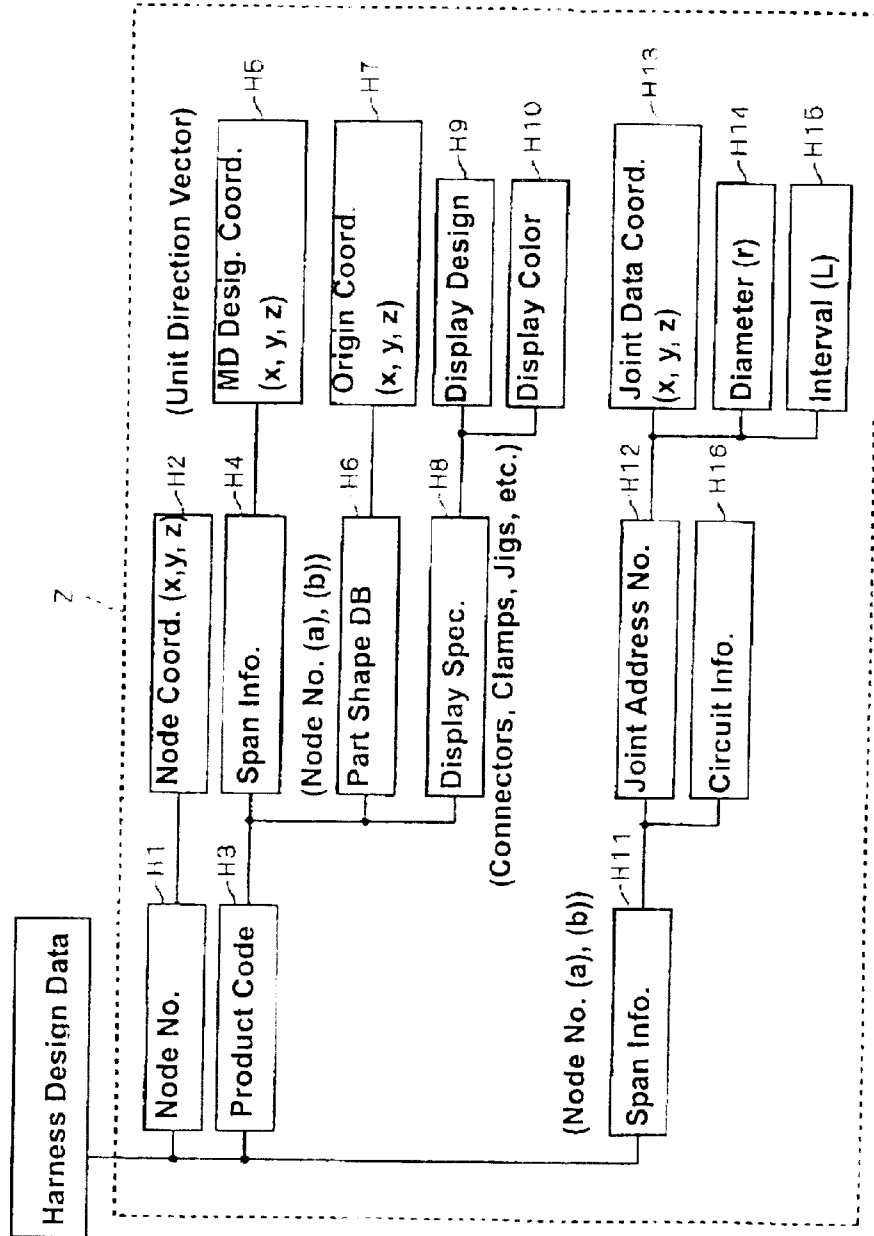 Harness Design Data
Z
H1
Node No.
H2
Node Coord. (x,y, z)
H3
Product Code
H4
Span Info.
(Unit Direction Vector)
H5
MD Desig. Coord.
(x, y, z)
(Node No. (a), (b))
H6
Part Shape DB
H7
Origin Coord.
(x, y, z)
H8
Display Spec.
H9
Display Design
H10
Display Color
(Connectors, Clamps, Jigs, etc.)
(Node No. (a), (b))
H11
Span Info.
H12
Joint Address No.
H13
Joint Data Coord.
(x, y, z)
H14
Diameter (r)
H15
Interval (L)
H16
Circuit Info.